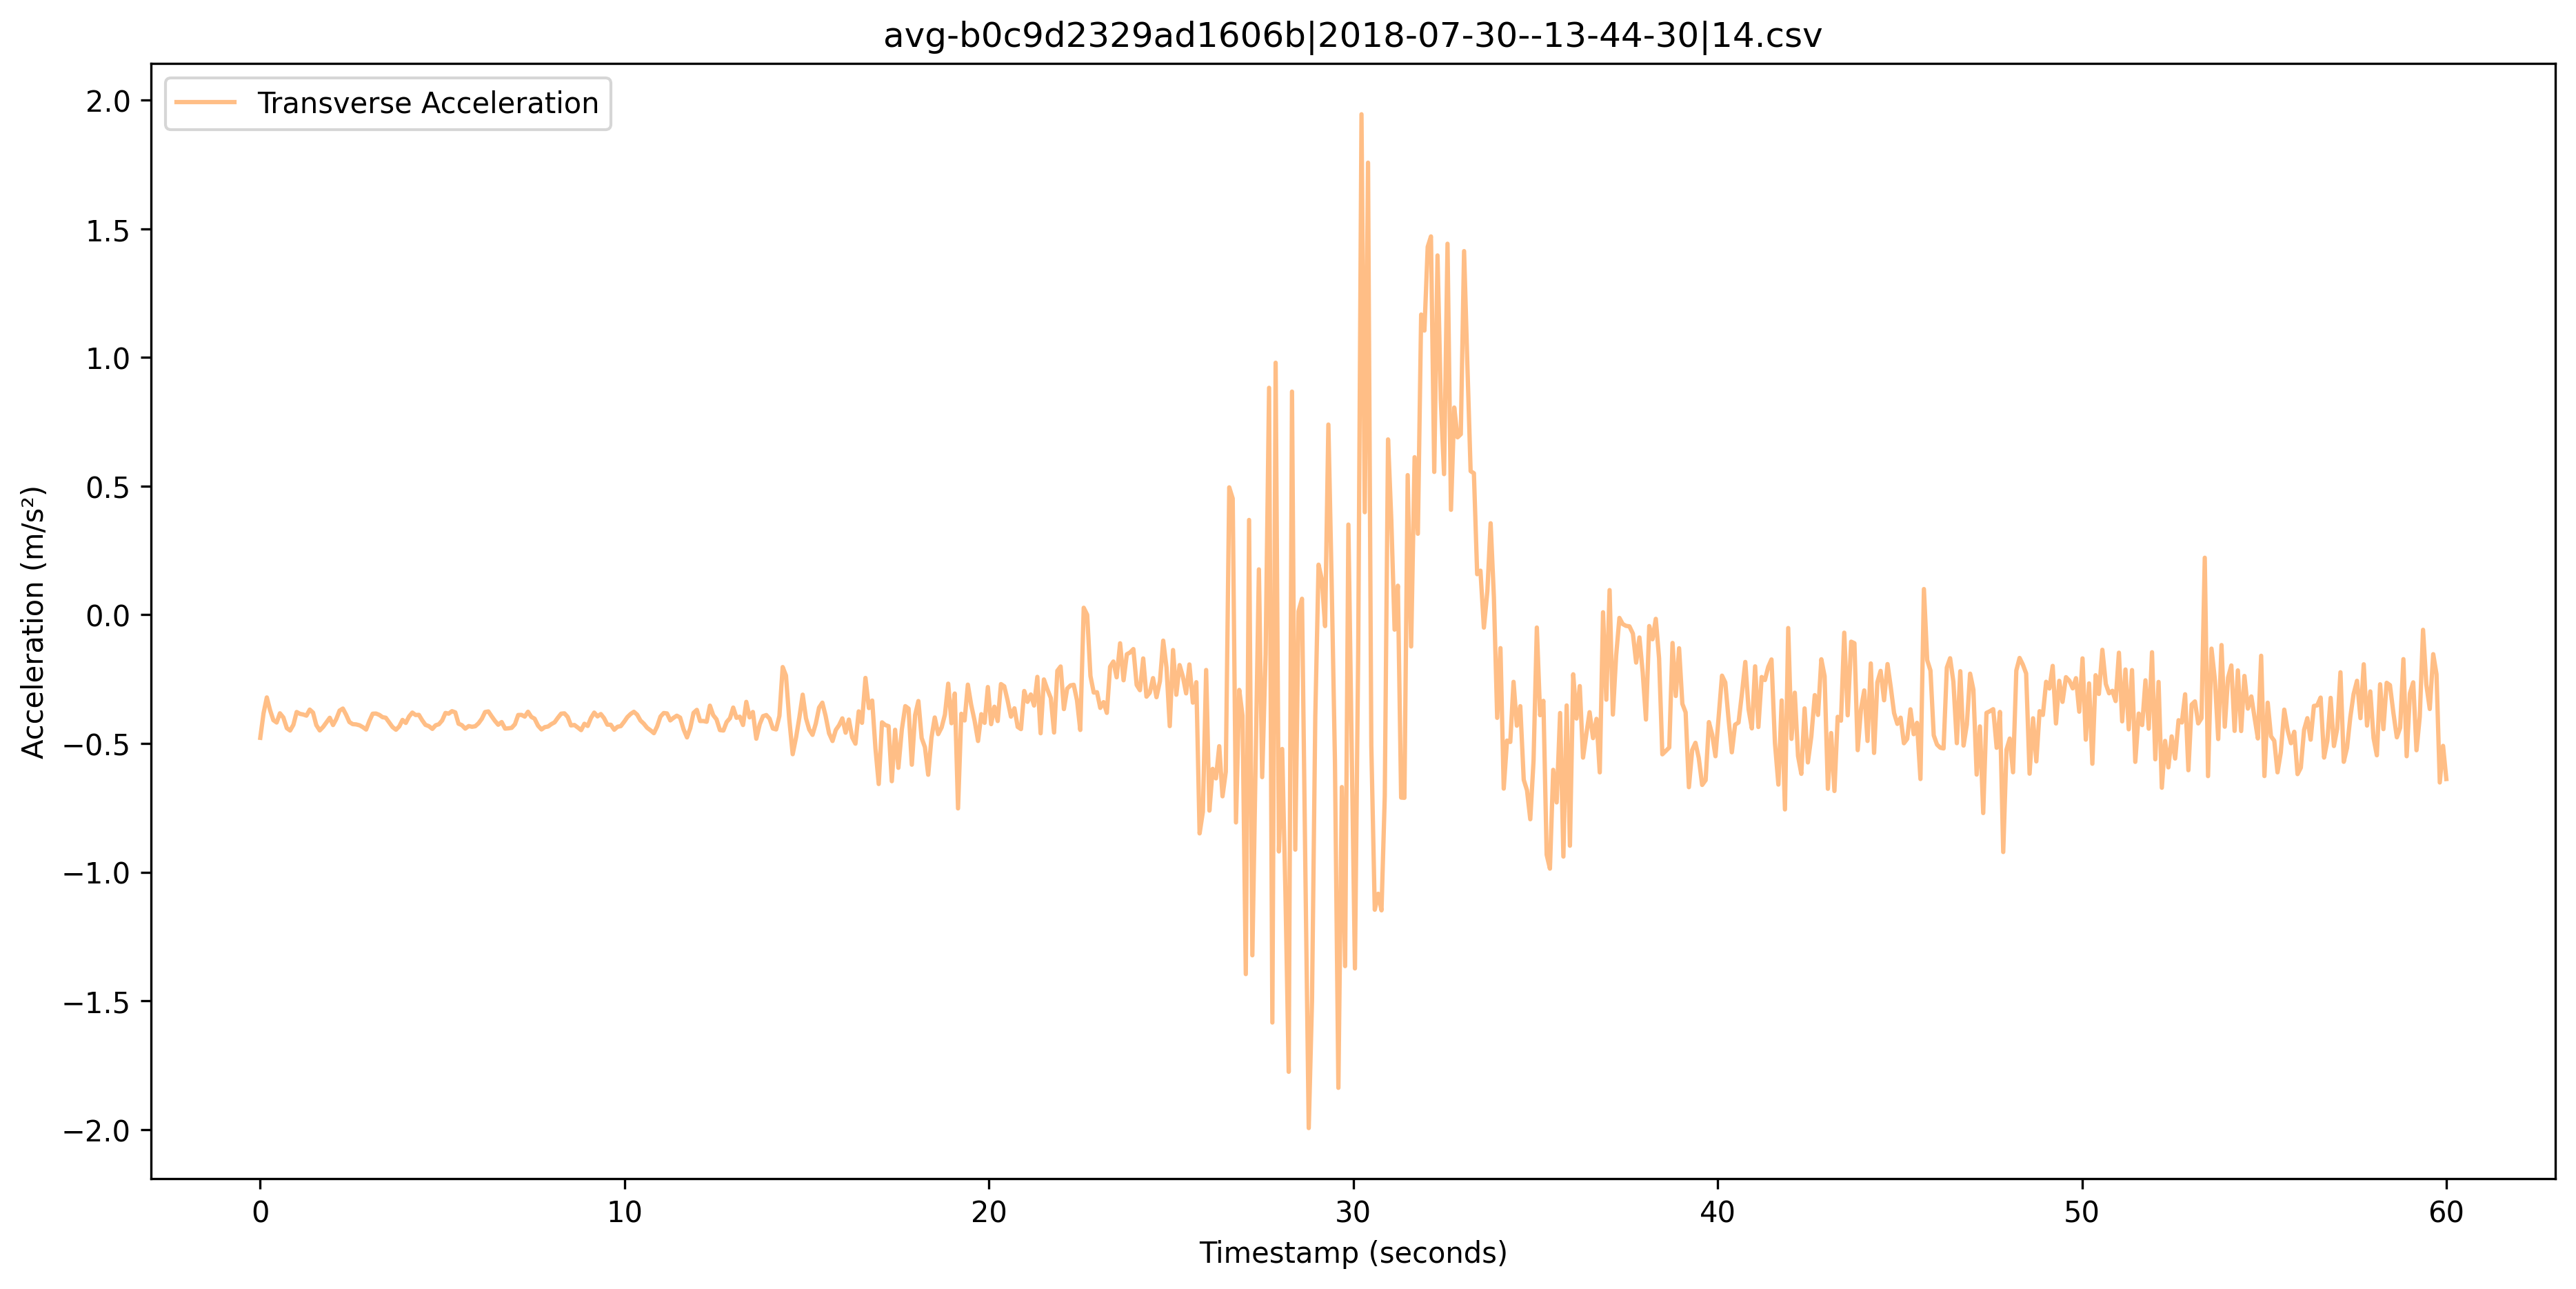 avg-b0c9d2329ad1606b|2018-07-30--13-44-30|14.csv
Transverse Acceleration
Acceleration (m/s²)
2.0
1.5
1.0
0.5
0.0
−0.5
−1.0
−1.5
−2.0
0 10 20 30 40 50 60
Timestamp (seconds)